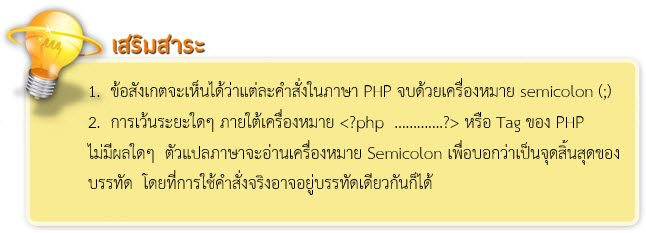 เสริมสาระ
1. ข้อสังเกตจะเห็นได้ว่าแต่ละคำสั่งในภาษา PHP จบด้วยเครื่องหมาย semicolon (;)
2. การเว้นระยะใดๆ ภายใต้เครื่องหมาย <?php .............?> หรือ Tag ของ PHP
ไม่มีผลใดๆ ตัวแปลภาษาจะอ่านเครื่องหมาย Semicolon เพื่อบอกว่าเป็นจุดสิ้นสุดของ
บรรทัด โดยที่การใช้คำสั่งจริงอาจอยู่บรรทัดเดียวกันก็ได้